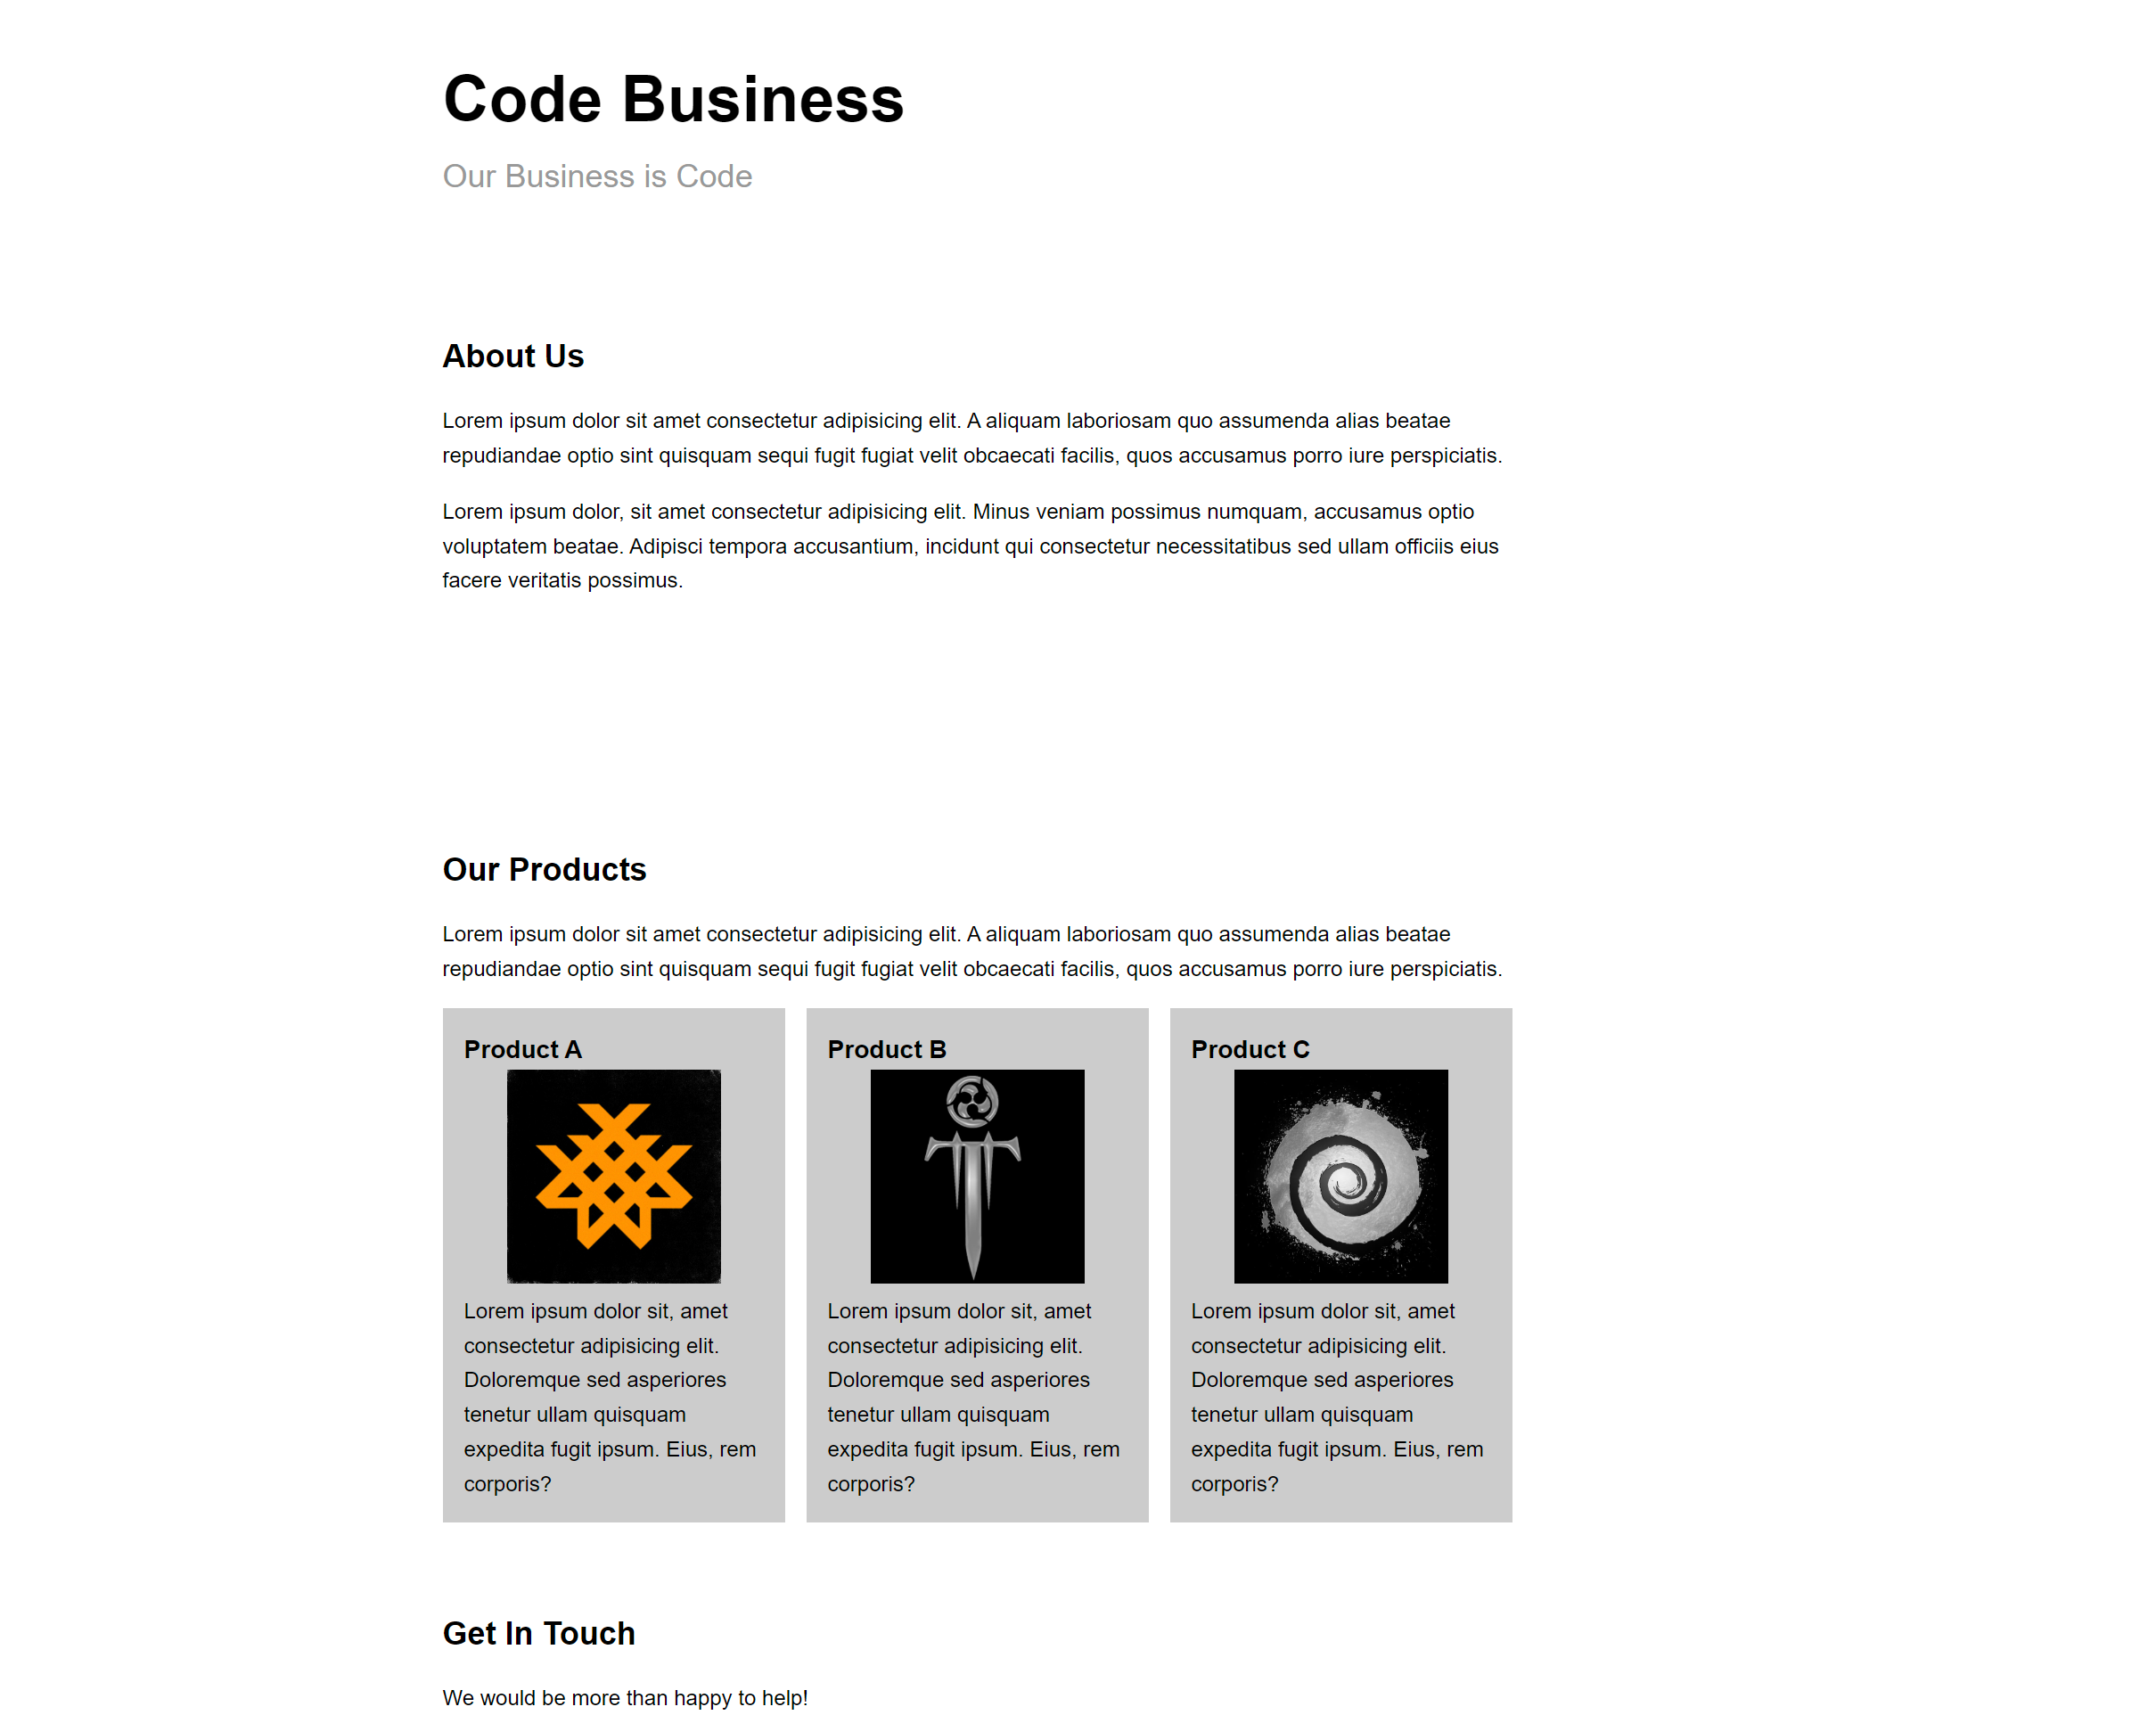 Code Business
Our Business is Code
About Us
Lorem ipsum dolor sit amet consectetur adipisicing elit. A aliquam laboriosam quo assumenda alias beatae
repudiandae optio sint quisquam sequi fugit fugiat velit obcaecati facilis, quos accusamus porro iure perspiciatis.
Lorem ipsum dolor, sit amet consectetur adipisicing elit. Minus veniam possimus numquam, accusamus optio
voluptatem beatae. Adipisci tempora accusantium, incidunt qui consectetur necessitatibus sed ullam officiis eius
facere veritatis possimus.
Our Products
Lorem ipsum dolor sit amet consectetur adipisicing elit. A aliquam laboriosam quo assumenda alias beatae
repudiandae optio sint quisquam sequi fugit fugiat velit obcaecati facilis, quos accusamus porro iure perspiciatis.
Product A
Lorem ipsum dolor sit, amet
consectetur adipisicing elit.
Doloremque sed asperiores
tenetur ullam quisquam
expedita fugit ipsum. Eius, rem
corporis?
Product B
Lorem ipsum dolor sit, amet
consectetur adipisicing elit.
Doloremque sed asperiores
tenetur ullam quisquam
expedita fugit ipsum. Eius, rem
corporis?
Product C
Lorem ipsum dolor sit, amet
consectetur adipisicing elit.
Doloremque sed asperiores
tenetur ullam quisquam
expedita fugit ipsum. Eius, rem
corporis?
Get In Touch
We would be more than happy to help!